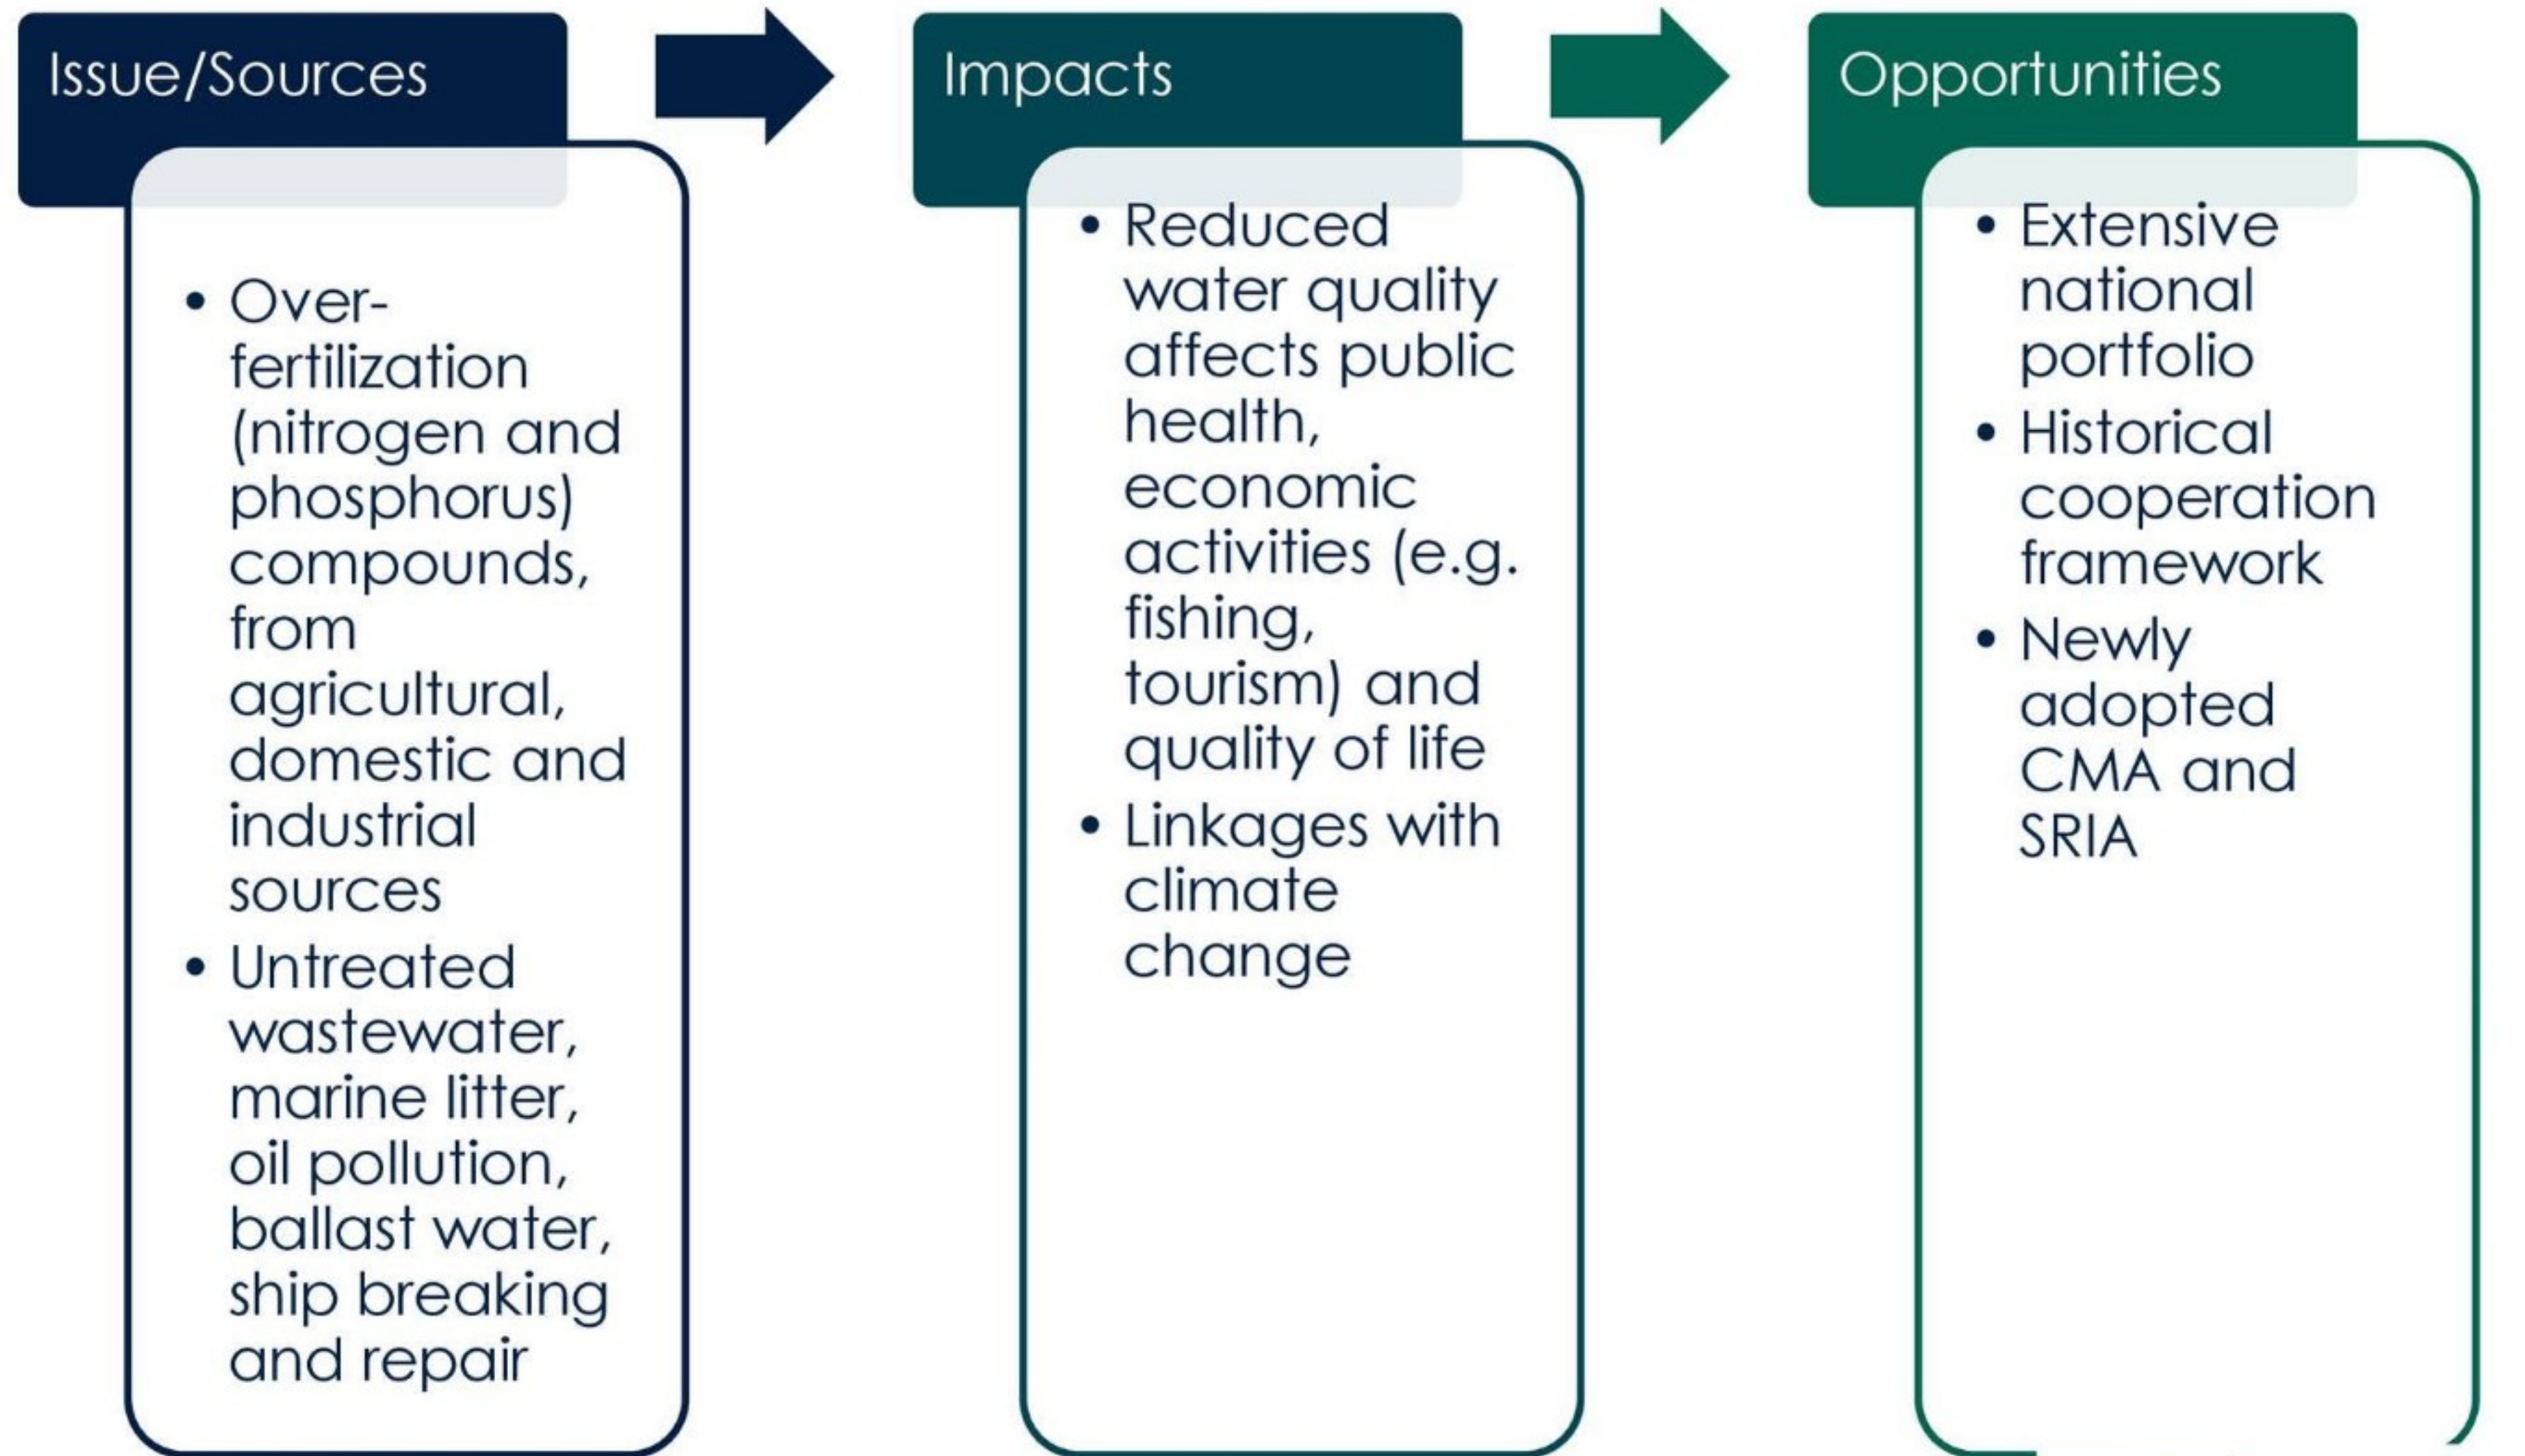 Issue/Sources
Over-
fertilization
(nitrogen and
phosphorus)
compounds,
from
agricultural,
domestic and
industrial
sources
Untreated
wastewater,
marine litter,
oil pollution,
ballast water,
ship breaking
and repair
Impacts
Reduced
water quality
affects public
health,
economic
activities (e.g.
fishing,
tourism) and
quality of life
Linkages with
climate
change
Opportunities
Extensive
national
portfolio
Historical
cooperation
framework
Newly
adopted
CMA and
SRIA